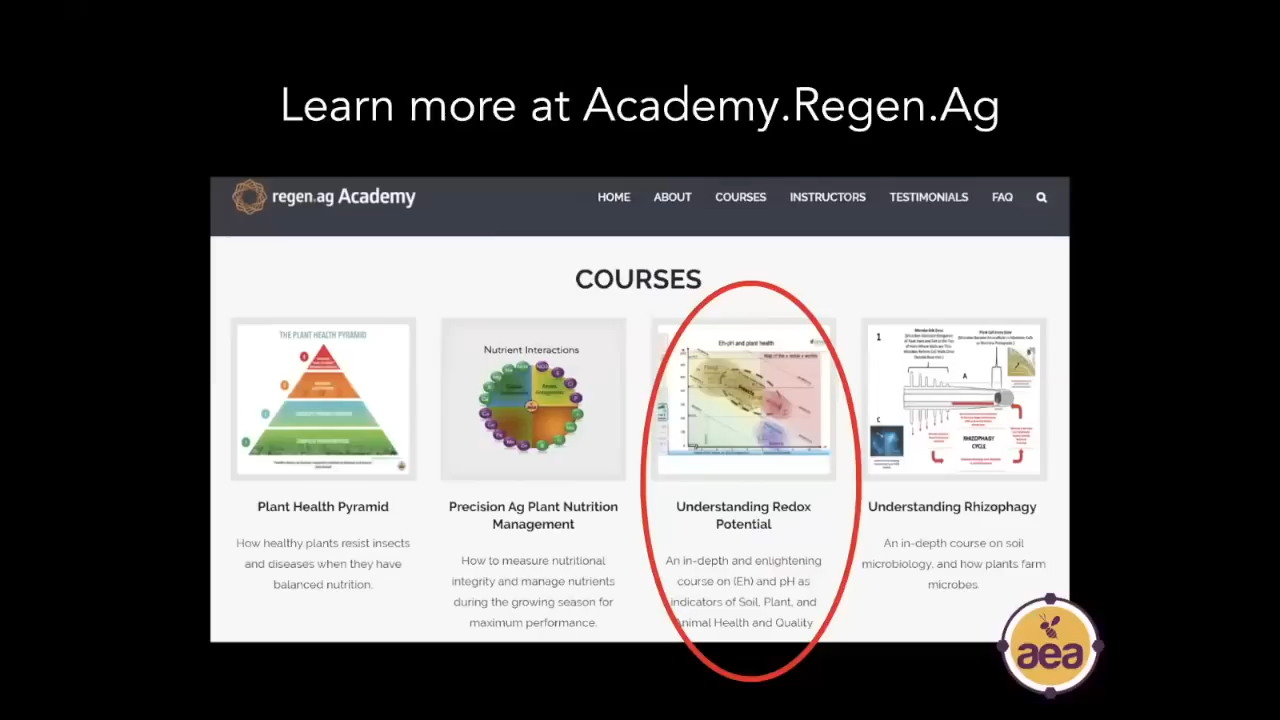 Learn more at Academy.Regen.Ag
regen.ag Academy
HOME ABOUT COURSES INSTRUCTORS TESTIMONIALS FAQ
COURSES
THE PLANT HEALTH PYRAMID
Nutrient Interactions
Eh-pH and plant health
1
A
C
RHIZOPHAGY
CYCLE
Plant Health Pyramid
How healthy plants resist insects
and diseases when they have
balanced nutrition.
Precision Ag Plant Nutrition
Management
How to measure nutritional
integrity and manage nutrients
during the growing season for
maximum performance.
Understanding Redox
Potential
An in-depth and enlightening
course on (Eh) and pH as
indicators of Soil, Plant, and
Animal Health and Quality
Understanding Rhizophagy
An in-depth course on soil
microbiology, and how plants farm
microbes.
aea